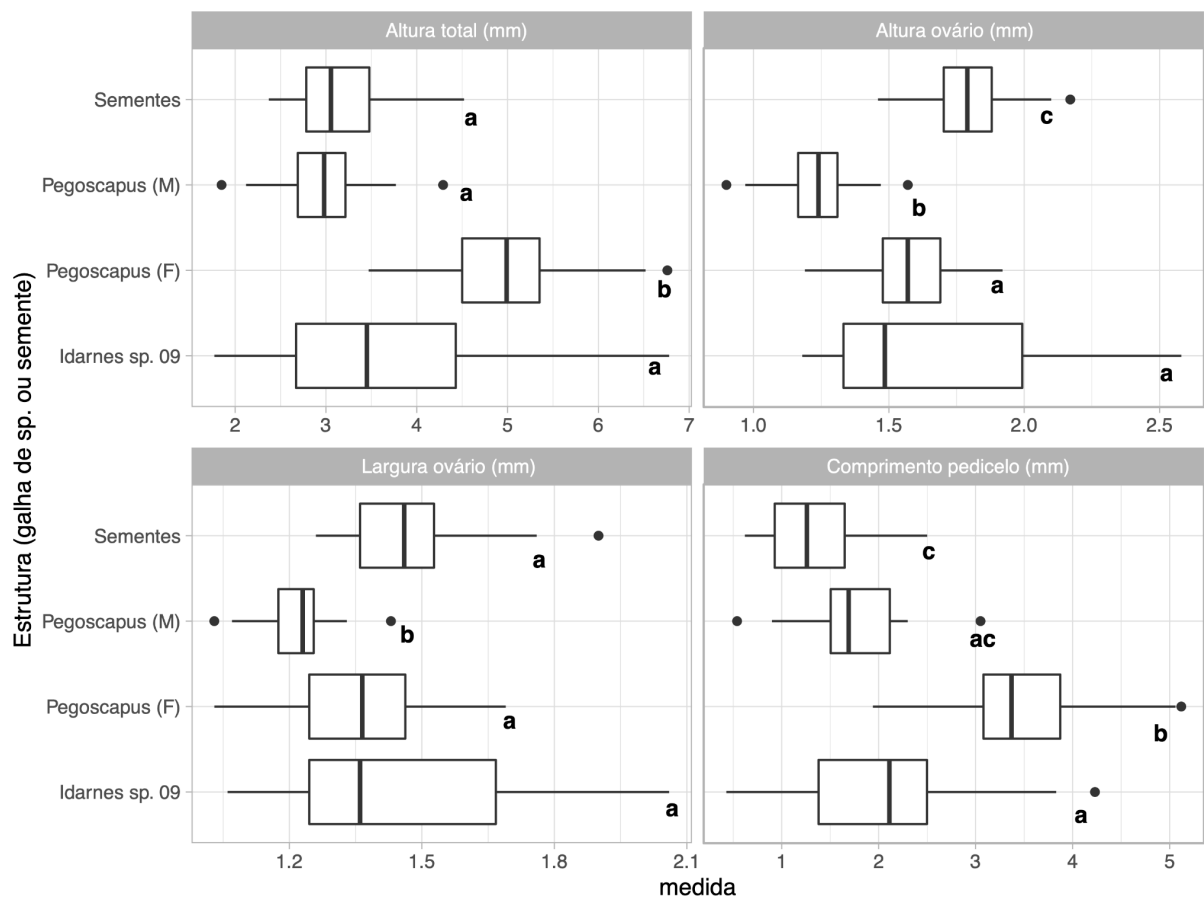 Altura total (mm)
Altura ovário (mm)
Sementes
a
c
Pegoscapus (M)
a
b
Pegoscapus (F)
b
a
Idarnes sp. 09
a
a
2 3 4 5 6 7
1.0 1.5 2.0 2.5
Estrutura (galha de sp. ou semente)
Largura ovário (mm)
Comprimento pedicelo (mm)
Sementes
a
c
Pegoscapus (M)
b
ac
Pegoscapus (F)
a
b
Idarnes sp. 09
a
a
1.2 1.5 1.8 2.1
1 2 3 4 5
medida